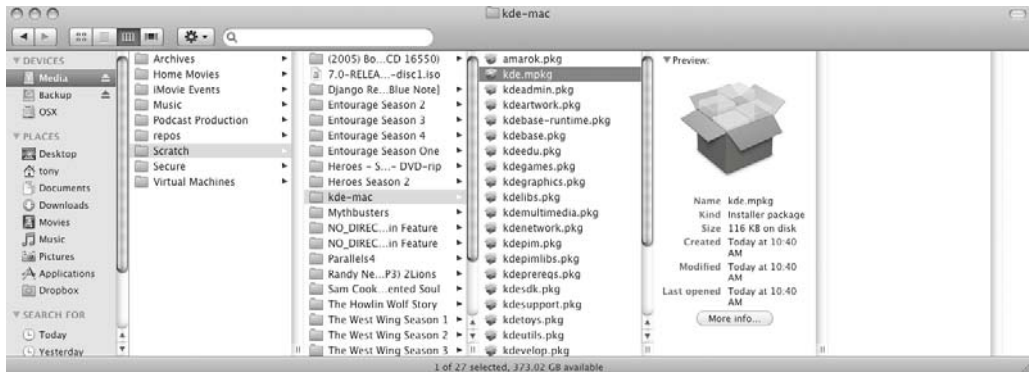 kde-mac
DEVICES
Media
Backup
OSX
PLACES
Desktop
tony
Documents
Downloads
Movies
Music
Pictures
Applications
Dropbox
SEARCH FOR
Today
Yesterday
Archives
Home Movies
iMovie Events
Music
Podcast Production
repos
Scratch
Secure
Virtual Machines
(2005) Bo...CD 16550)
7.0-RELEA...-disc1.iso
Django Re...Blue Note]
Entourage Season 2
Entourage Season 3
Entourage Season 4
Entourage Season One
Heroes - S...- DVD-rip
Heroes Season 2
kde-mac
Mythbusters
NO_DIREC...in Feature
NO_DIREC...in Feature
Parallels4
Randy Ne...P3) 2Lions
Sam Cook...ented Soul
The Howlin Wolf Story
The West Wing Season 1
The West Wing Season 2
The West Wing Season 3
amarok.pkg
kde.mpkg
kdeadmin.pkg
kdeartwork.pkg
kdebase-runtime.pkg
kdebase.pkg
kdeedu.pkg
kdegames.pkg
kdegraphics.pkg
kdelibs.pkg
kdemultimedia.pkg
kdenetwork.pkg
kdepim.pkg
kdepimlibs.pkg
kdeprereqs.pkg
kdesdk.pkg
kdesupport.pkg
kdetoys.pkg
kdeutils.pkg
kdevelop.pkg
Preview:
Name kde.mpkg
Kind Installer package
Size 116 KB on disk
Created Today at 10:40
AM
Modified Today at 10:40
AM
Last opened Today at 10:40
AM
More info...
1 of 27 selected, 373.02 GB available